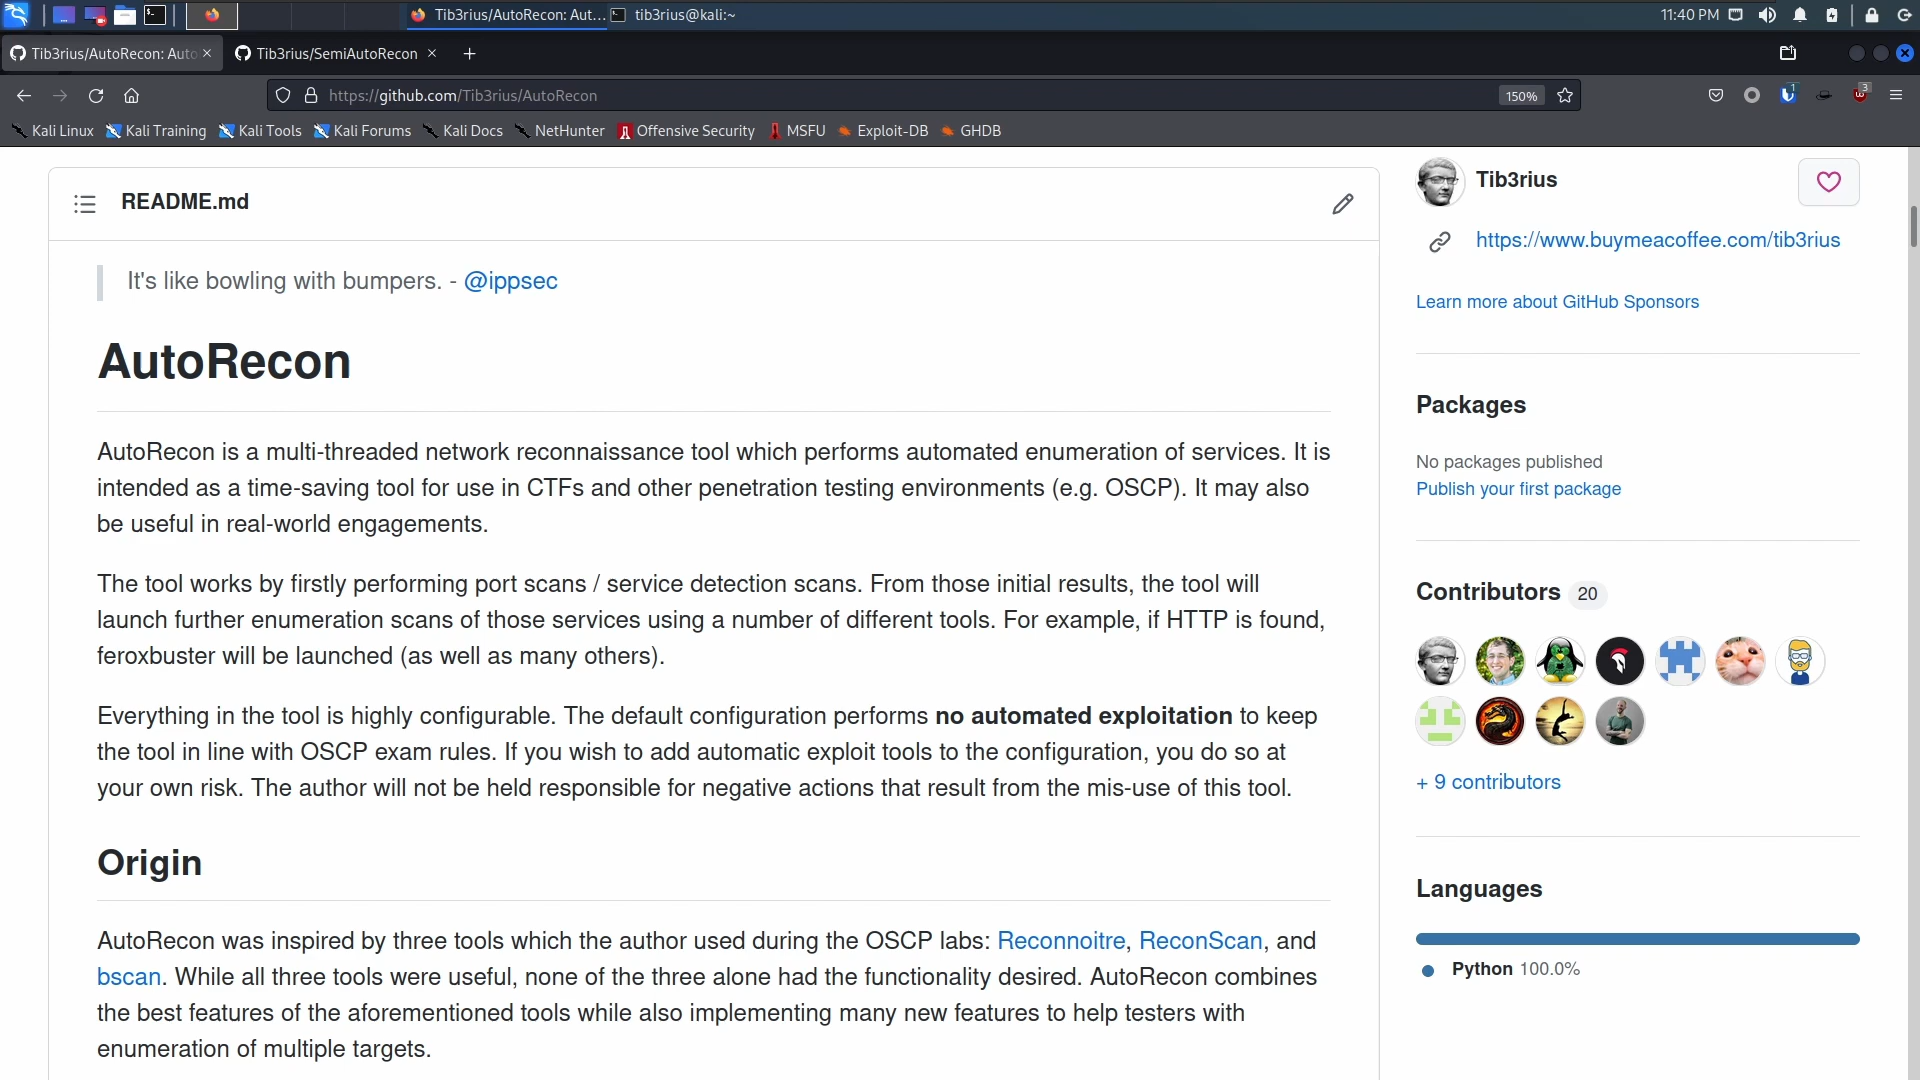 Tib3rius/AutoRecon: Aut...
tib3rius@kali:~
11:40 PM
Tib3rius/AutoRecon: Auto
Tib3rius/SemiAutoRecon
https://github.com/Tib3rius/AutoRecon
150%
1
3
Kali Linux
Kali Training
Kali Tools
Kali Forums
Kali Docs
NetHunter
Offensive Security
MSFU
Exploit-DB
GHDB
README.md
It's like bowling with bumpers. - @ippsec
AutoRecon
AutoRecon is a multi-threaded network reconnaissance tool which performs automated enumeration of services. It is
intended as a time-saving tool for use in CTFs and other penetration testing environments (e.g. OSCP). It may also
be useful in real-world engagements.
The tool works by firstly performing port scans / service detection scans. From those initial results, the tool will
launch further enumeration scans of those services using a number of different tools. For example, if HTTP is found,
feroxbuster will be launched (as well as many others).
Everything in the tool is highly configurable. The default configuration performs no automated exploitation to keep
the tool in line with OSCP exam rules. If you wish to add automatic exploit tools to the configuration, you do so at
your own risk. The author will not be held responsible for negative actions that result from the mis-use of this tool.
Origin
AutoRecon was inspired by three tools which the author used during the OSCP labs: Reconnoitre, ReconScan, and
bscan. While all three tools were useful, none of the three alone had the functionality desired. AutoRecon combines
the best features of the aforementioned tools while also implementing many new features to help testers with
enumeration of multiple targets.
Tib3rius
https://www.buymeacoffee.com/tib3rius
Learn more about GitHub Sponsors
Packages
No packages published
Publish your first package
Contributors 20
+ 9 contributors
Languages
Python 100.0%